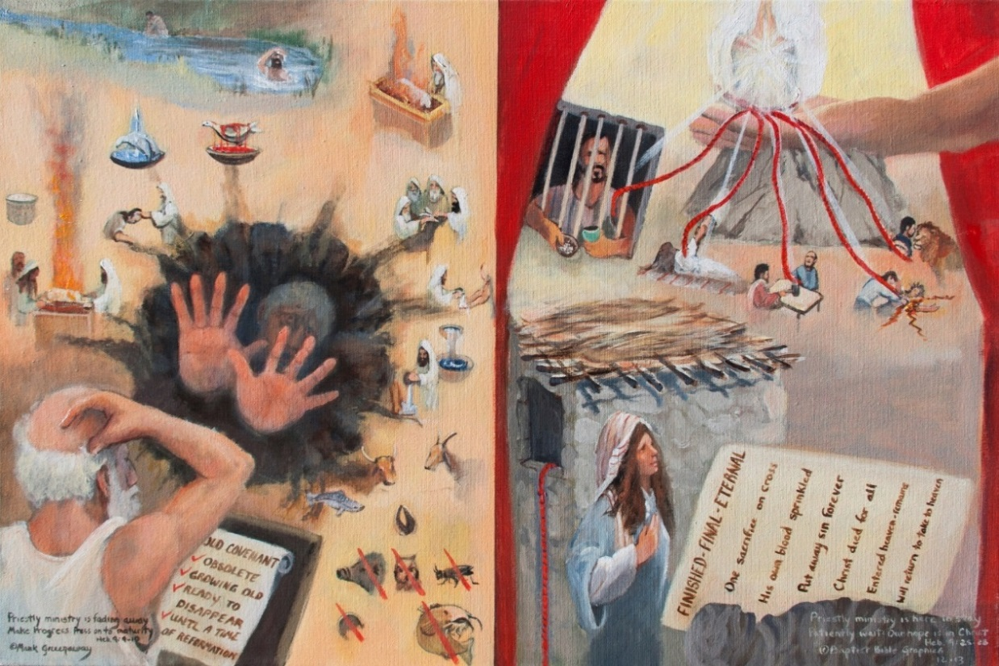 OLD COVENANT
✓ OBSOLETE
✓ GROWING OLD
✓ READY TO
DISAPPEAR
✓ UNTIL A TIME
OF REFORMATION
Priestly ministry is fading away
Make Progress. Press on to maturity
Heb. 9:9-10
©Mark Greenaway
FINISHED-FINAL-ETERNAL
One sacrifice on cross
His own blood sprinkled
Put away sin forever
Christ died for all
Entered heaven-remains
Will return to take to heaven
Priestly ministry is here to stay
Patiently wait. Our hope is in Christ
Heb. 9:25-28
©Baptist Bible Graphics
12-13